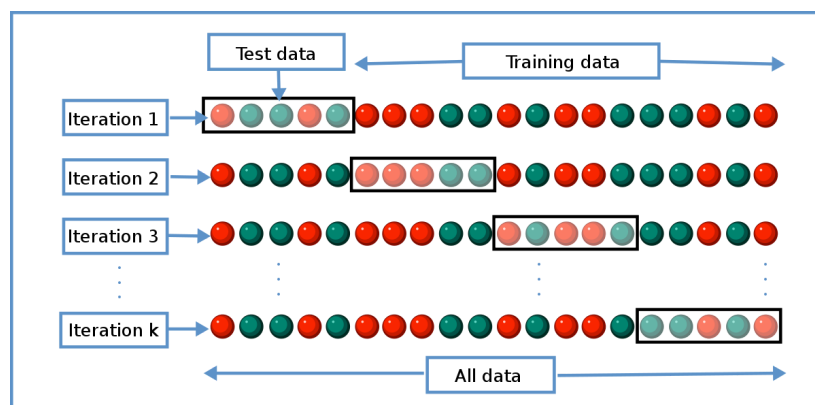 Test data
Training data
Iteration 1
Iteration 2
Iteration 3
Iteration k
All data